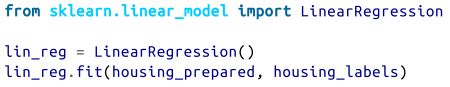 from sklearn.linear_model import LinearRegression

lin_reg = LinearRegression()
lin_reg.fit(housing_prepared, housing_labels)